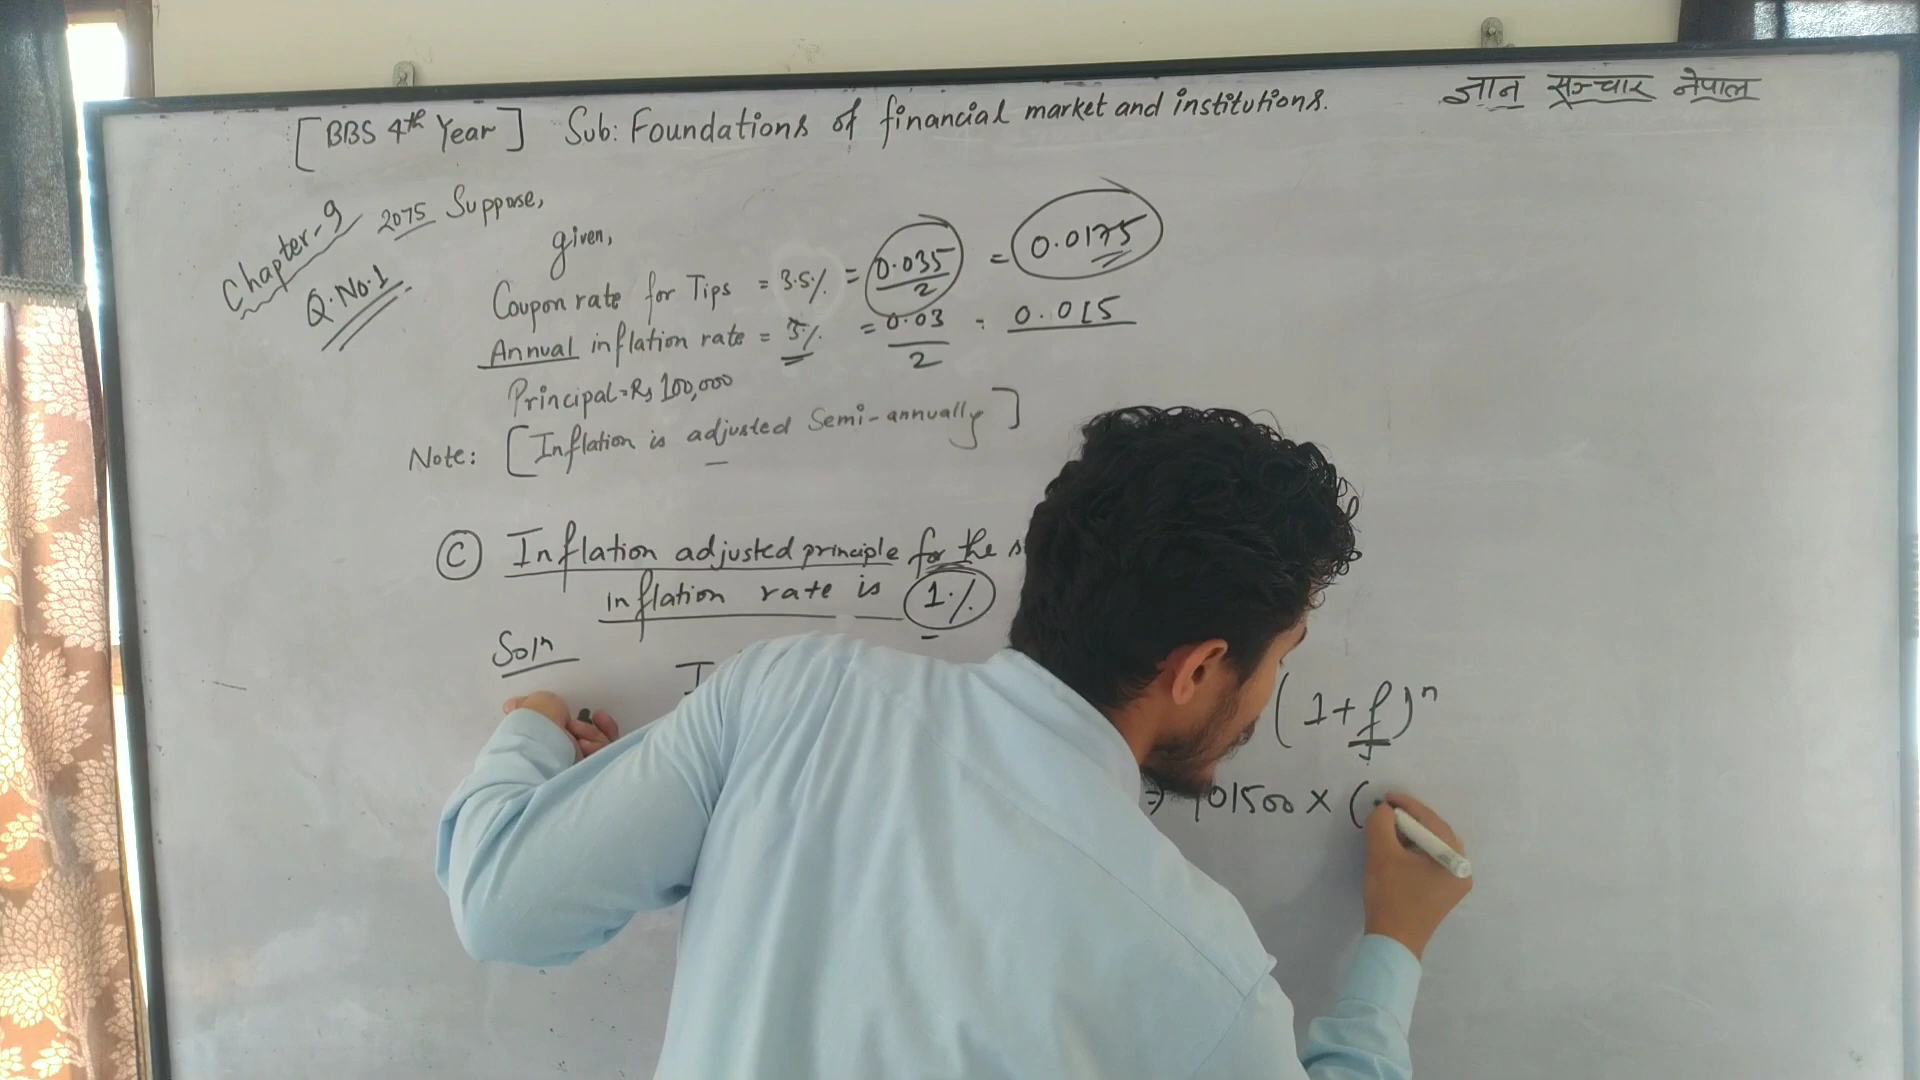 ज्ञान सञ्चार नेपाल
[BBS 4th Year] Sub: Foundations of financial market and institutions.
Chapter-9
Q.No.1
2075 Suppose,
given,
Coupon rate for Tips = 3.5% = 0.035/2 = 0.0175
Annual inflation rate = 3% = 0.03/2 = 0.015
Principal = Rs 100,000
Note: [Inflation is adjusted Semi-annually]
(C) Inflation adjusted principle for the
inflation rate is 1%
Soln
(1+f)ⁿ
=> 101500 × (